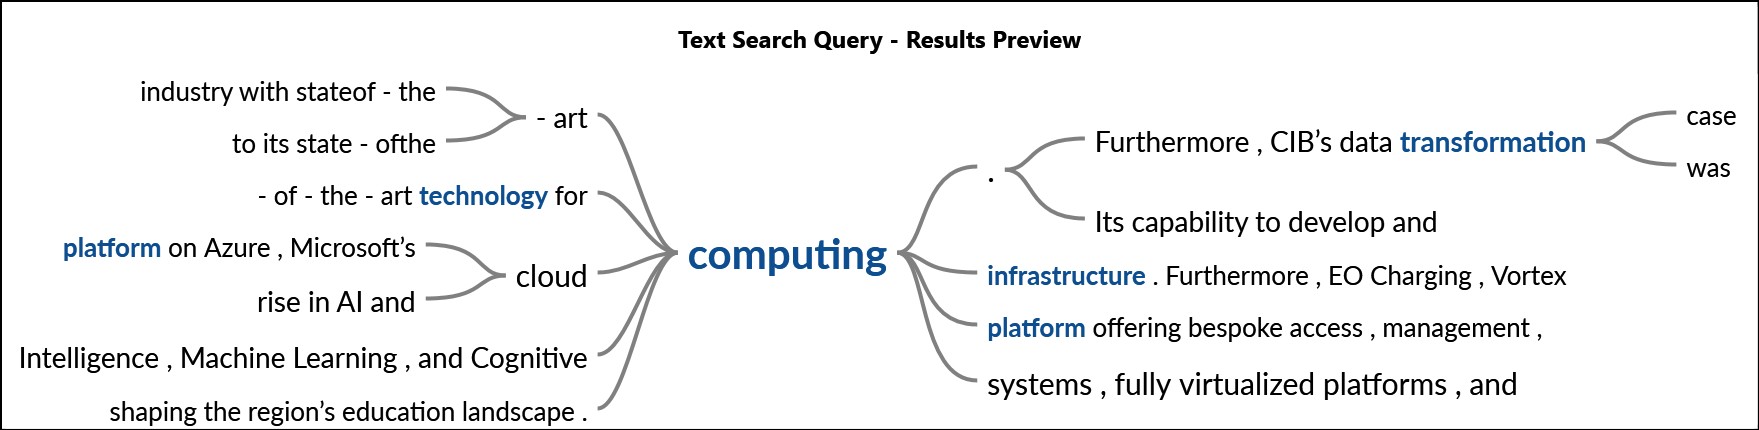 Text Search Query - Results Preview
industry with stateof - the
to its state - ofthe
- art
- of - the - art technology for
platform on Azure , Microsoft's
rise in AI and
cloud
Intelligence , Machine Learning , and Cognitive
shaping the region's education landscape .
computing
.
Furthermore , CIB's data transformation
case
was
Its capability to develop and
infrastructure . Furthermore , EO Charging , Vortex
platform offering bespoke access , management ,
systems , fully virtualized platforms , and